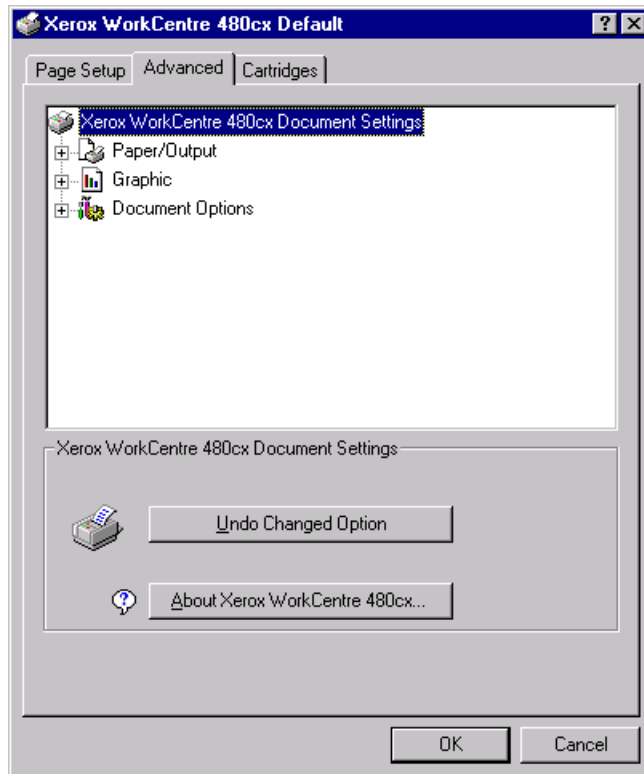 Xerox WorkCentre 480cx Default
Page Setup Advanced Cartridges
Xerox WorkCentre 480cx Document Settings
Paper/Output
Graphic
Document Options
Xerox WorkCentre 480cx Document Settings
Undo Changed Option
About Xerox WorkCentre 480cx...
OK Cancel